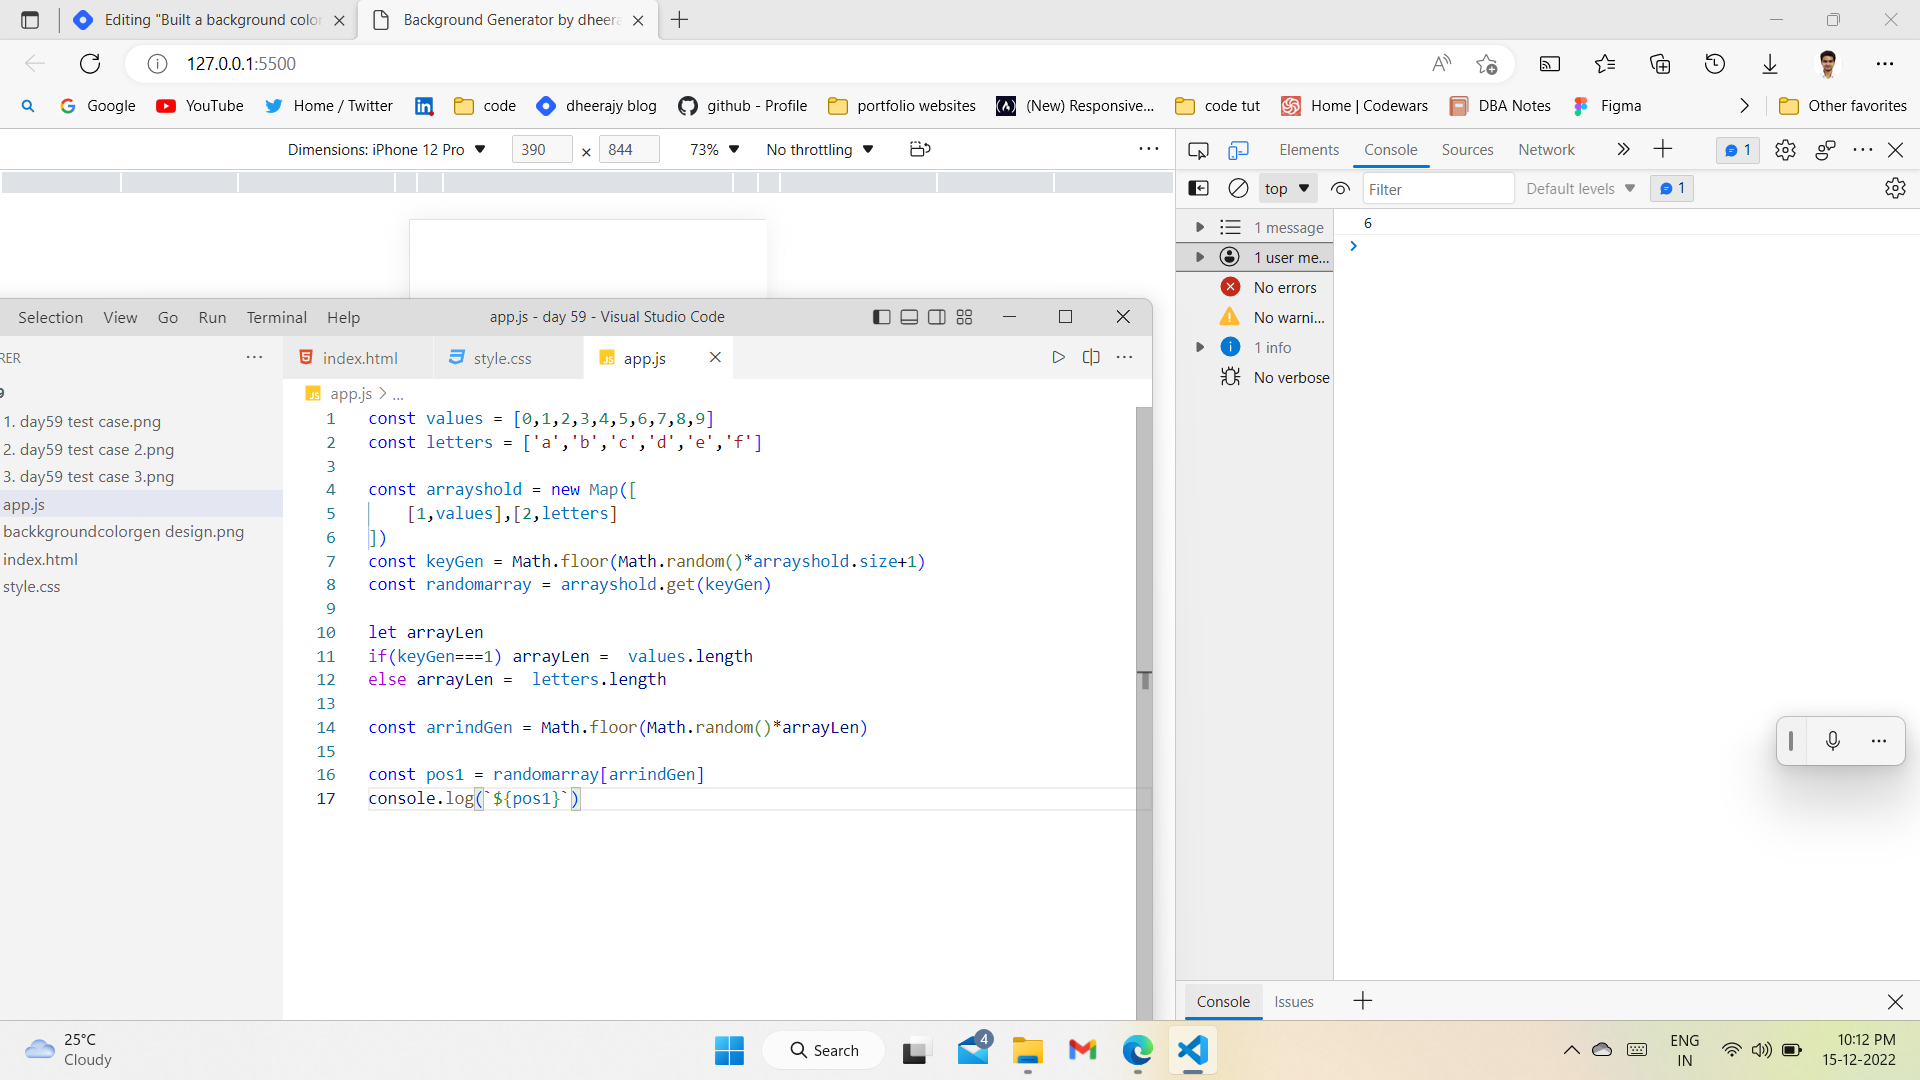 Editing "Built a background color
Background Generator by dheera
127.0.0.1:5500
Google
YouTube
Home / Twitter
code
dheerajy blog
github - Profile
portfolio websites
(New) Responsive...
code tut
Home | Codewars
DBA Notes
Figma
Other favorites
Dimensions: iPhone 12 Pro
390
×
844
73%
No throttling
Elements
Console
Sources
Network
1
top
Filter
Default levels
1
1 message
1 user me...
No errors
No warni...
1 info
No verbose
6
Selection View Go Run Terminal Help
app.js - day 59 - Visual Studio Code
RER
index.html
style.css
app.js
app.js > ...
9
1. day59 test case.png
2. day59 test case 2.png
3. day59 test case 3.png
app.js
backkgroundcolorgen design.png
index.html
style.css
1 const values = [0,1,2,3,4,5,6,7,8,9]
2 const letters = ['a','b','c','d','e','f']
3
4 const arrayshold = new Map([
5 [1,values],[2,letters]
6 ])
7 const keyGen = Math.floor(Math.random()*arrayshold.size+1)
8 const randomarray = arrayshold.get(keyGen)
9
10 let arrayLen
11 if(keyGen===1) arrayLen =  values.length
12 else arrayLen =  letters.length
13
14 const arrindGen = Math.floor(Math.random()*arrayLen)
15
16 const pos1 = randomarray[arrindGen]
17 console.log(`${pos1}`)
Console
Issues
25°C
Cloudy
Search
4
ENG
IN
10:12 PM
15-12-2022